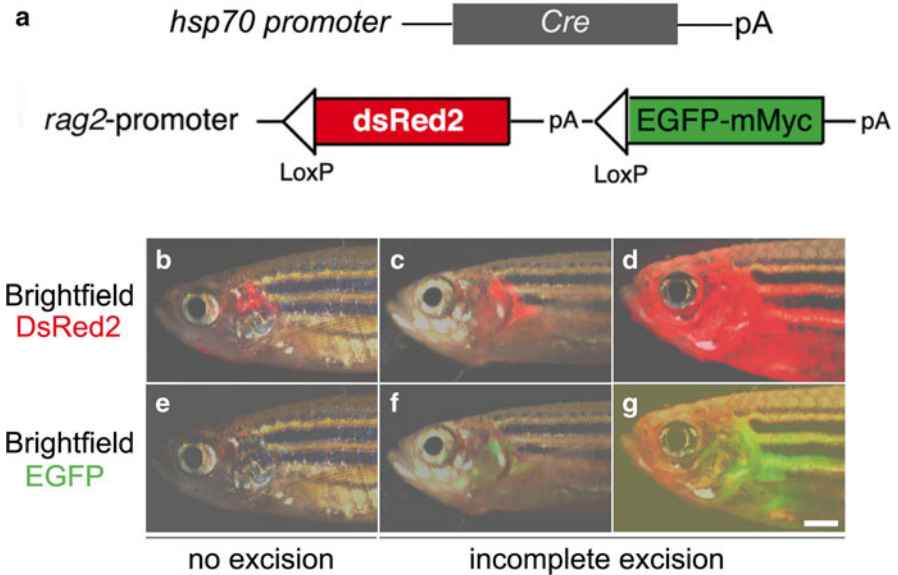 a
hsp70 promoter Cre pA
rag2-promoter dsRed2 pA EGFP-mMyc pA
LoxP LoxP
Brightfield
DsRed2
b c d
Brightfield
EGFP
e f g
no excision incomplete excision